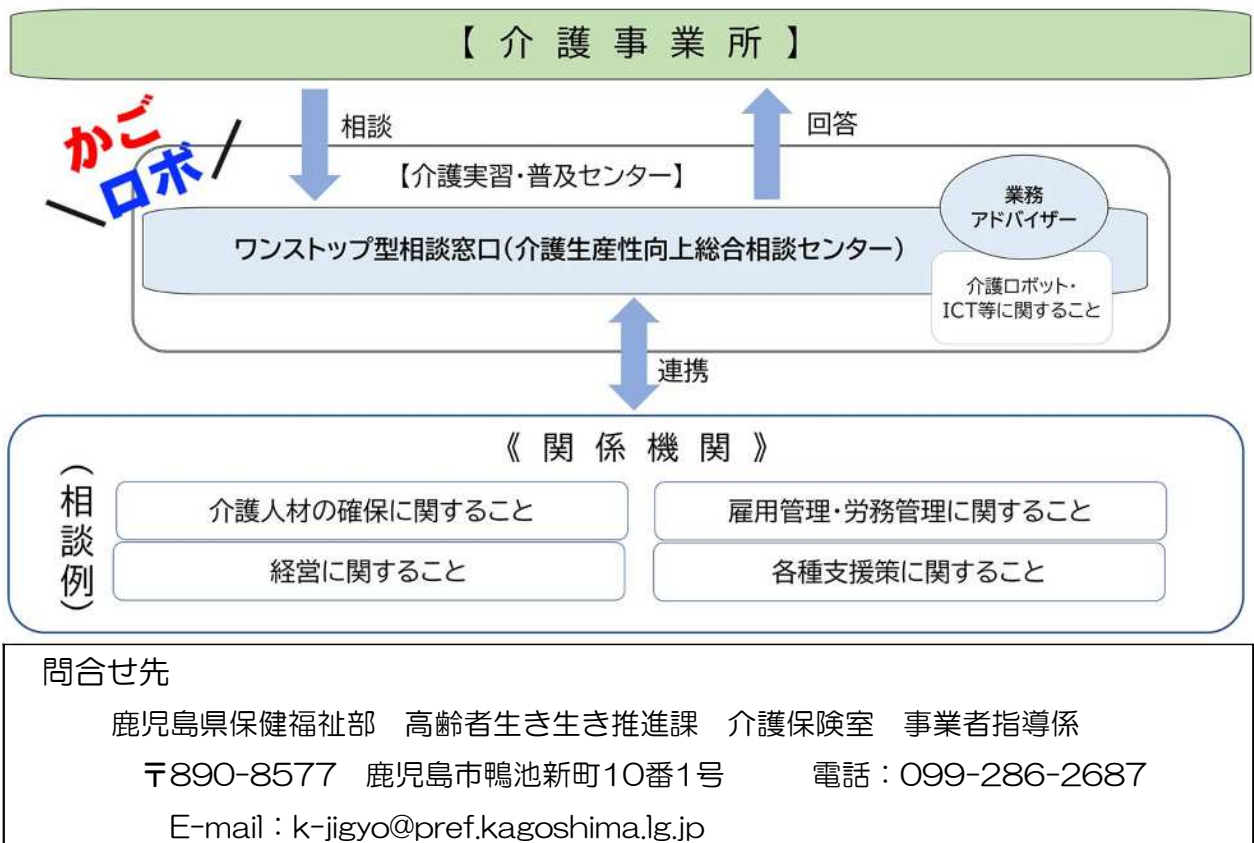 【介護事業所】
相談
回答
かご
ロボ
【介護実習・普及センター】
業務
アドバイザー
ワンストップ型相談窓口(介護生産性向上総合相談センター)
介護ロボット・
ICT等に関すること
連携
《関係機関》
(相談例)
介護人材の確保に関すること
雇用管理・労務管理に関すること
経営に関すること
各種支援策に関すること
問合せ先
鹿児島県保健福祉部 高齢者生き生き推進課 介護保険室 事業者指導係
〒890-8577 鹿児島市鴨池新町10番1号 電話:099-286-2687
E-mail:k-jigyo@pref.kagoshima.lg.jp